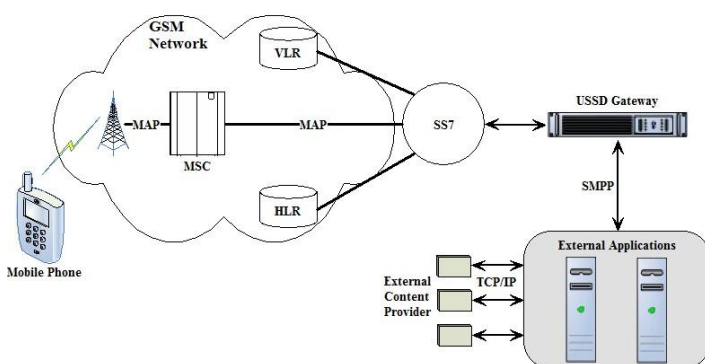 GSM
Network
VLR
USSD Gateway
MAP
MAP
SS7
MSC
SMPP
HLR
External Applications
Mobile Phone
External
Content
Provider
TCP/IP